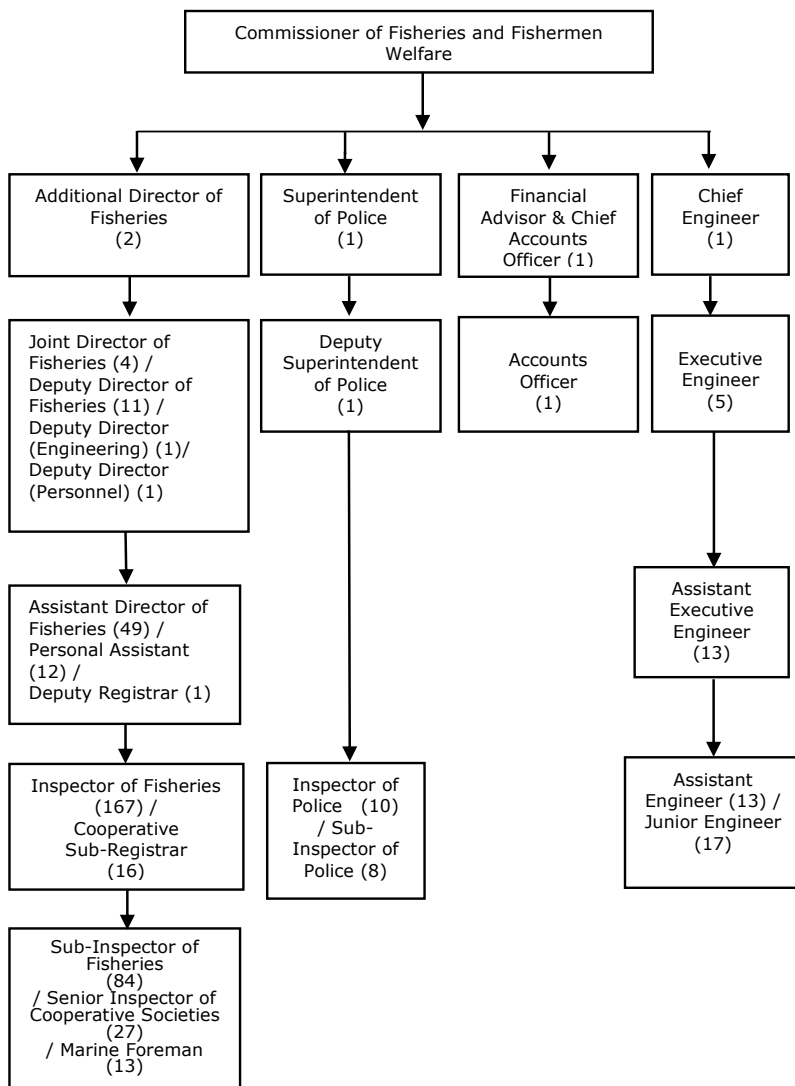 Commissioner of Fisheries and Fishermen
Welfare
Additional Director of
Fisheries
(2)
Superintendent
of Police
(1)
Financial
Advisor & Chief
Accounts
Officer (1)
Chief
Engineer
(1)
Joint Director of
Fisheries (4) /
Deputy Director of
Fisheries (11) /
Deputy Director
(Engineering) (1)/
Deputy Director
(Personnel) (1)
Deputy
Superintendent
of Police
(1)
Accounts
Officer
(1)
Executive
Engineer
(5)
Assistant Director of
Fisheries (49) /
Personal Assistant
(12) /
Deputy Registrar (1)
Assistant
Executive
Engineer
(13)
Inspector of Fisheries
(167) /
Cooperative
Sub-Registrar
(16)
Inspector of
Police (10)
/ Sub-
Inspector of
Police (8)
Assistant
Engineer (13) /
Junior Engineer
(17)
Sub-Inspector of
Fisheries
(84)
/ Senior Inspector of
Cooperative Societies
(27)
/ Marine Foreman
(13)